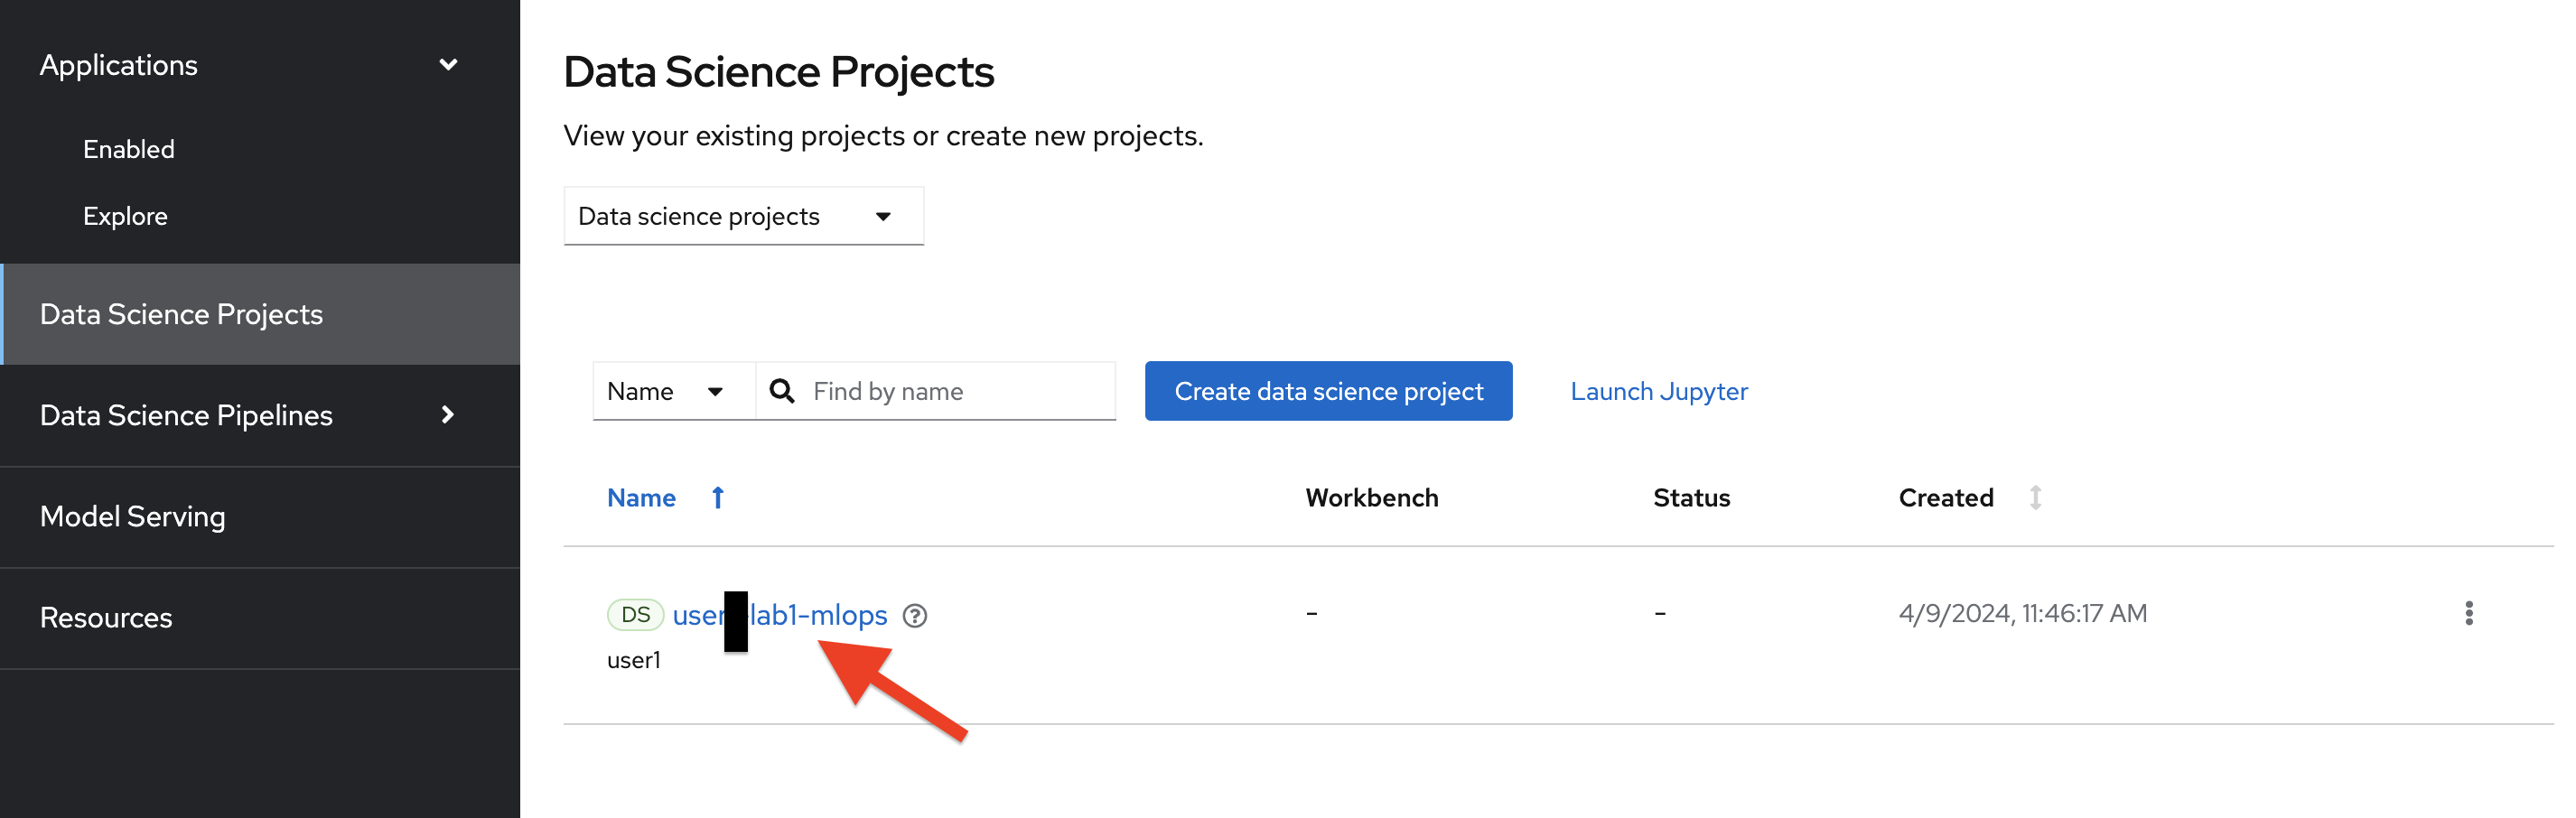 Applications
Enabled
Explore
Data Science Projects
Data Science Pipelines
Model Serving
Resources
Data Science Projects
View your existing projects or create new projects.
Data science projects
Name Find by name Create data science project Launch Jupyter
Name Workbench Status Created
DS user lab1-mlops - - 4/9/2024, 11:46:17 AM
user1